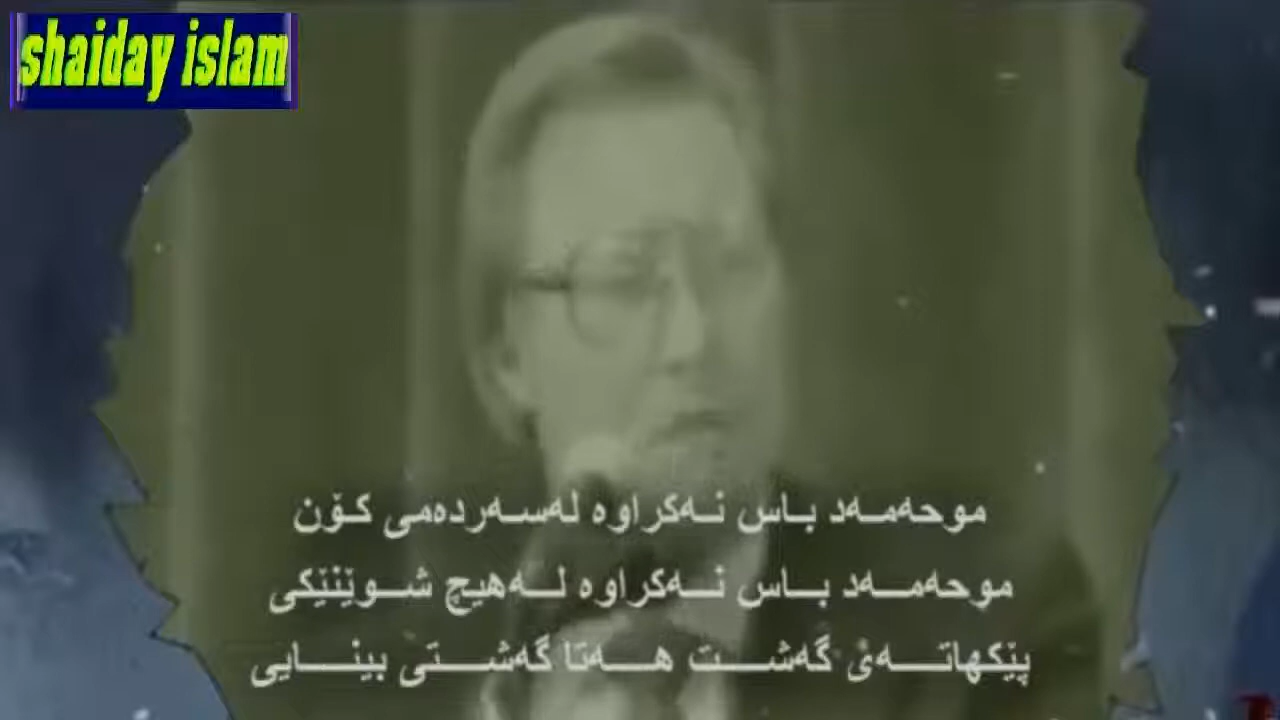 shaiday islam
موحەمەد باس نەکراوە لەسەردەمی کۆن
موحەمەد باس نەکراوە لەهیچ شوێنێکی
پێکهاتەی گەشت هەتا گەشتی بینایی